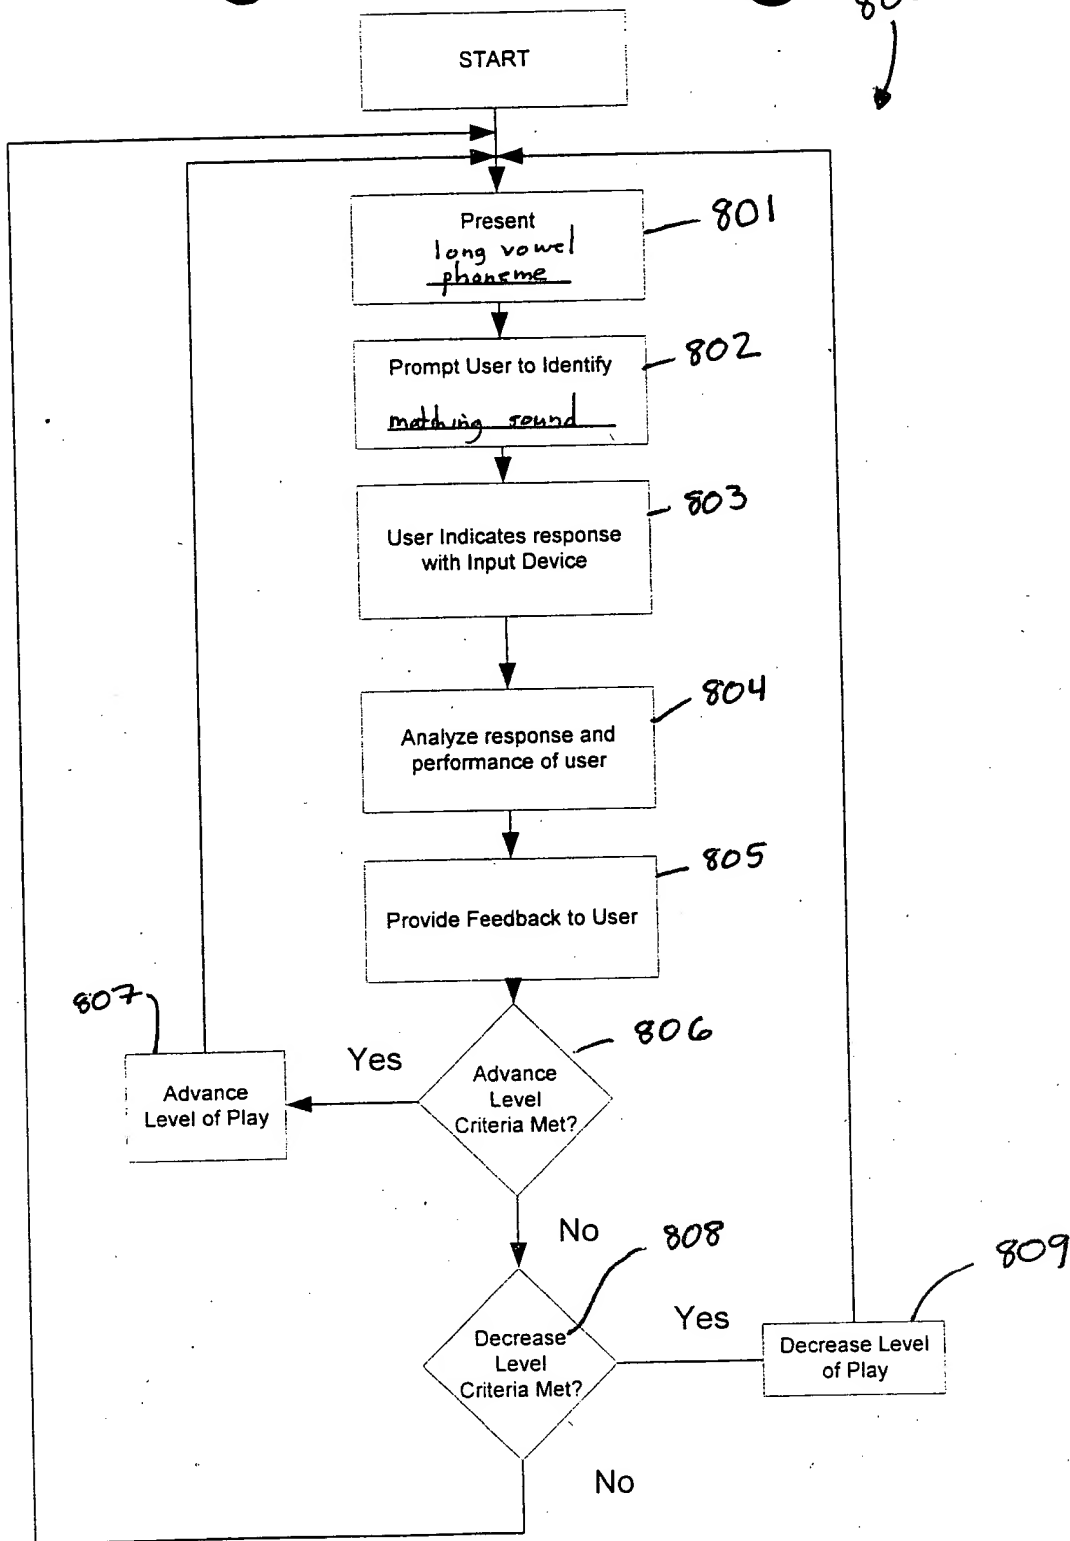 START
Present
long vowel
phoneme
801
Prompt User to Identify
matching sound
802
User Indicates response
with Input Device
803
Analyze response and
performance of user
804
Provide Feedback to User
805
807
Advance
Level of Play
Yes
Advance
Level
Criteria Met?
806
No
808
Decrease
Level
Criteria Met?
Yes
Decrease Level
of Play
809
No